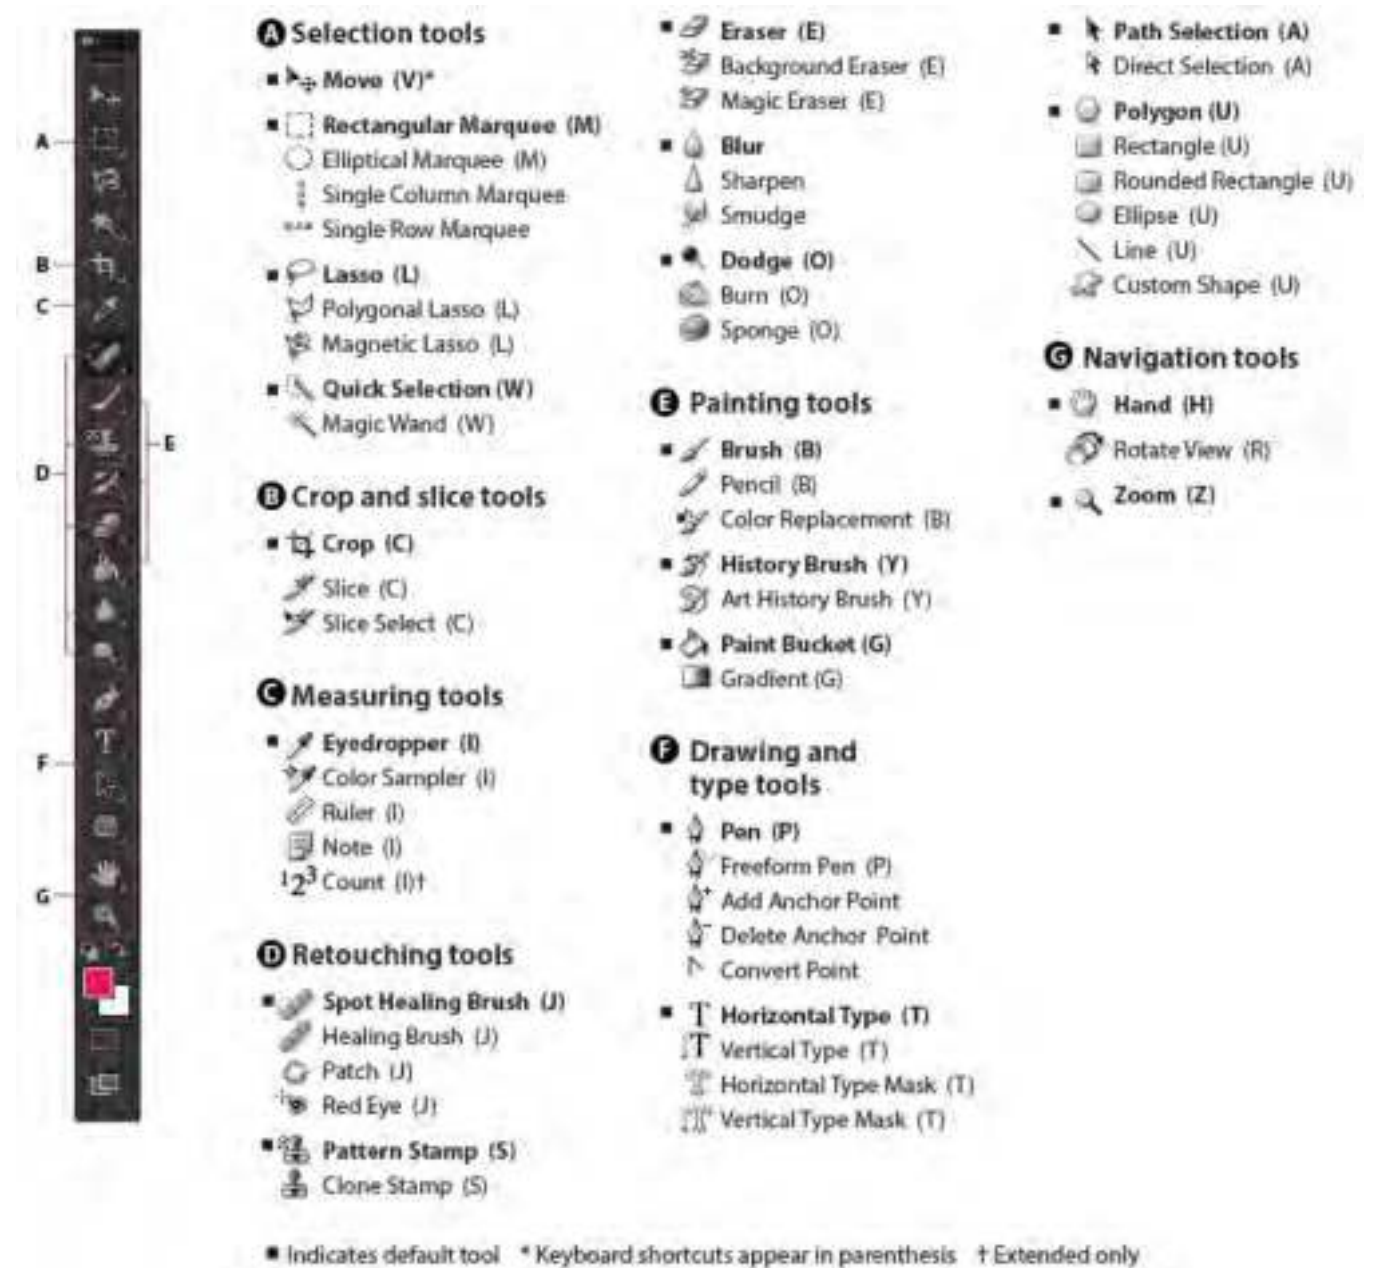 A
B
C
D
E
F
G
A Selection tools
Move (V)*
Rectangular Marquee (M)
Elliptical Marquee (M)
Single Column Marquee
Single Row Marquee
Lasso (L)
Polygonal Lasso (L)
Magnetic Lasso (L)
Quick Selection (W)
Magic Wand (W)
B Crop and slice tools
Crop (C)
Slice (C)
Slice Select (C)
C Measuring tools
Eyedropper (I)
Color Sampler (I)
Ruler (I)
Note (I)
Count (I)†
D Retouching tools
Spot Healing Brush (J)
Healing Brush (J)
Patch (J)
Red Eye (J)
Pattern Stamp (S)
Clone Stamp (S)
Eraser (E)
Background Eraser (E)
Magic Eraser (E)
Blur
Sharpen
Smudge
Dodge (O)
Burn (O)
Sponge (O)
E Painting tools
Brush (B)
Pencil (B)
Color Replacement (B)
History Brush (Y)
Art History Brush (Y)
Paint Bucket (G)
Gradient (G)
F Drawing and
type tools
Pen (P)
Freeform Pen (P)
Add Anchor Point
Delete Anchor Point
Convert Point
Horizontal Type (T)
Vertical Type (T)
Horizontal Type Mask (T)
Vertical Type Mask (T)
Path Selection (A)
Direct Selection (A)
Polygon (U)
Rectangle (U)
Rounded Rectangle (U)
Ellipse (U)
Line (U)
Custom Shape (U)
G Navigation tools
Hand (H)
Rotate View (R)
Zoom (Z)
■ Indicates default tool * Keyboard shortcuts appear in parenthesis † Extended only